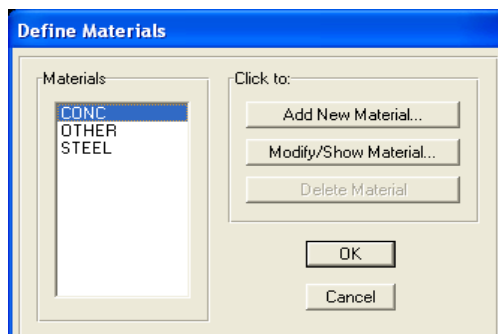 Define Materials
Materials
CONC
OTHER
STEEL
Click to:
Add New Material...
Modify/Show Material...
Delete Material
OK
Cancel